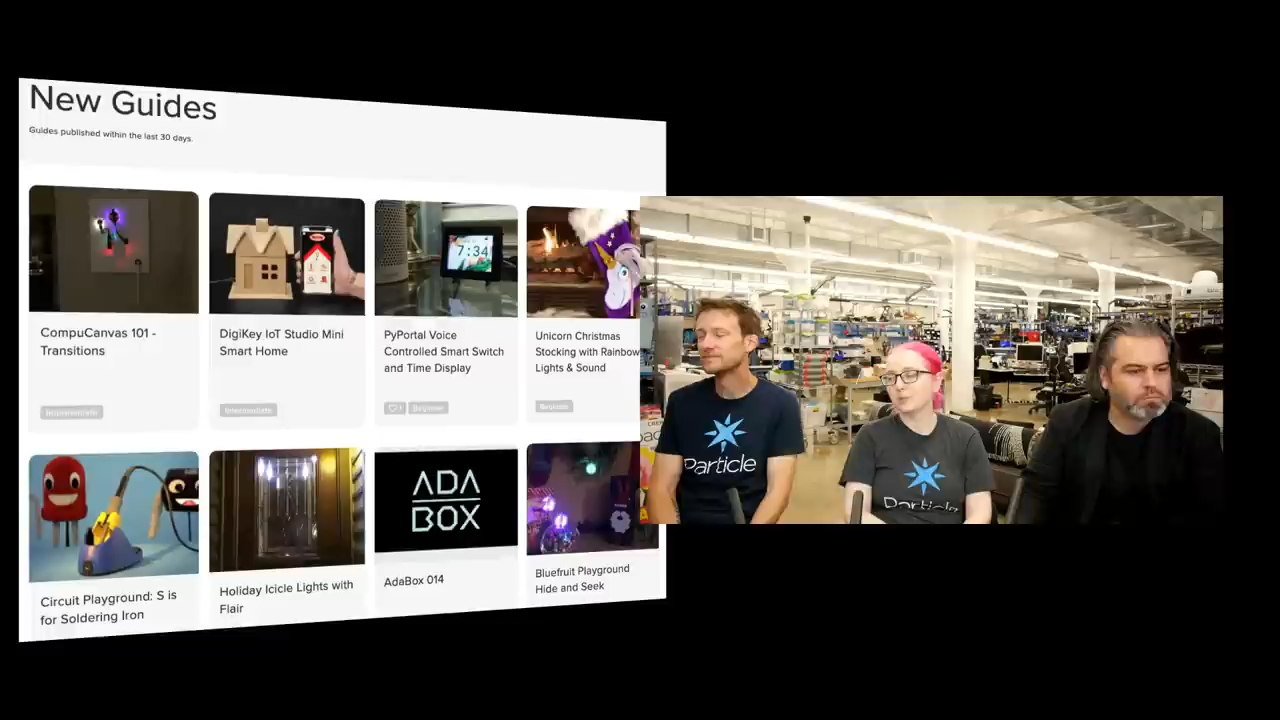 New Guides
Guides published within the last 30 days.
CompuCanvas 101 -
Transitions
Intermediate
DigiKey IoT Studio Mini
Smart Home
Intermediate
PyPortal Voice
Controlled Smart Switch
and Time Display
1
Beginner
7:34
Unicorn Christmas
Stocking with Rainbow
Lights & Sound
Beginner
Circuit Playground: S is
for Soldering Iron
Holiday Icicle Lights with
Flair
ADA
BOX
AdaBox 014
Bluefruit Playground
Hide and Seek
Particle
Particle